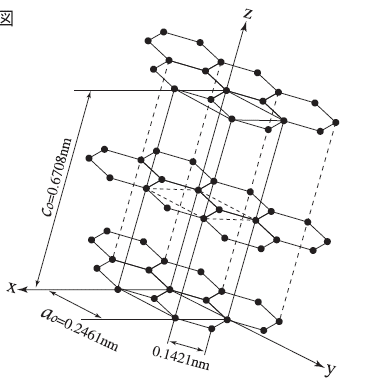 図
z
c₀=0.6708nm
x
a₀=0.2461nm
0.1421nm
y